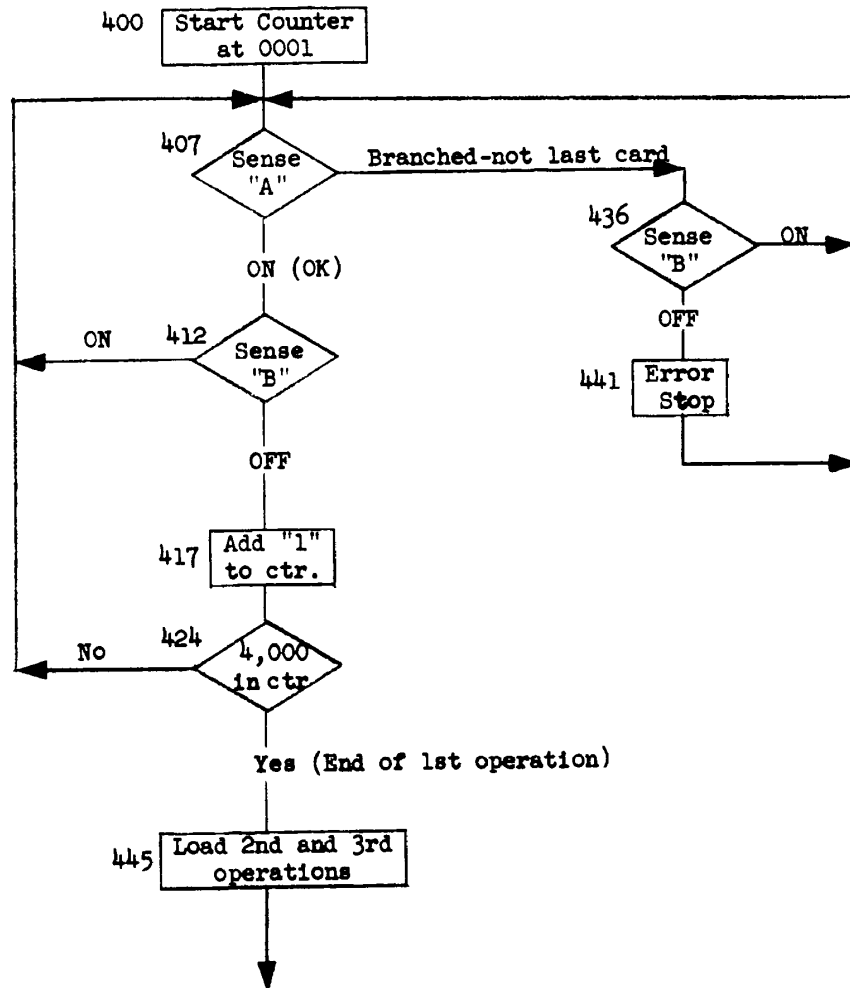 400
Start Counter
at 0001
407
Sense
"A"
Branched-not last card
436
Sense
"B"
ON
ON (OK)
OFF
ON
412
Sense
"B"
441
Error
Stop
OFF
417
Add "1"
to ctr.
424
No
4,000
in ctr
Yes (End of 1st operation)
445
Load 2nd and 3rd
operations